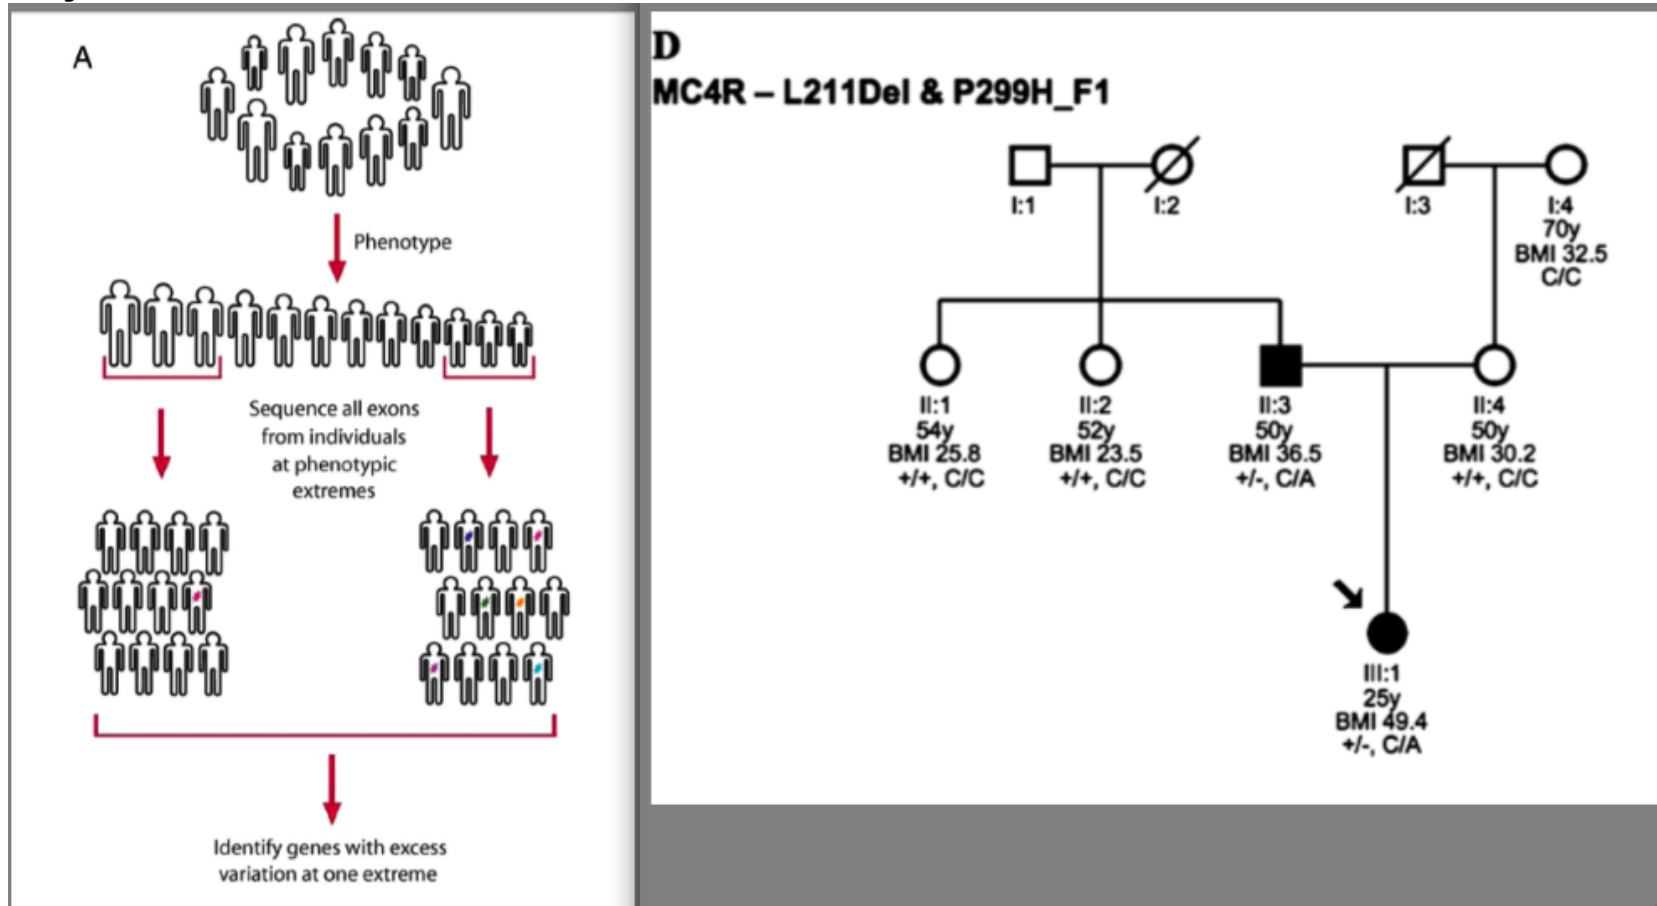 A
Phenotype
Sequence all exons
from individuals
at phenotypic
extremes
Identify genes with excess
variation at one extreme
D
MC4R – L211Del & P299H_F1
I:1
I:2
I:3
I:4
70y
BMI 32.5
C/C
II:1
54y
BMI 25.8
+/+, C/C
II:2
52y
BMI 23.5
+/+, C/C
II:3
50y
BMI 36.5
+/-, C/A
II:4
50y
BMI 30.2
+/+, C/C
III:1
25y
BMI 49.4
+/-, C/A